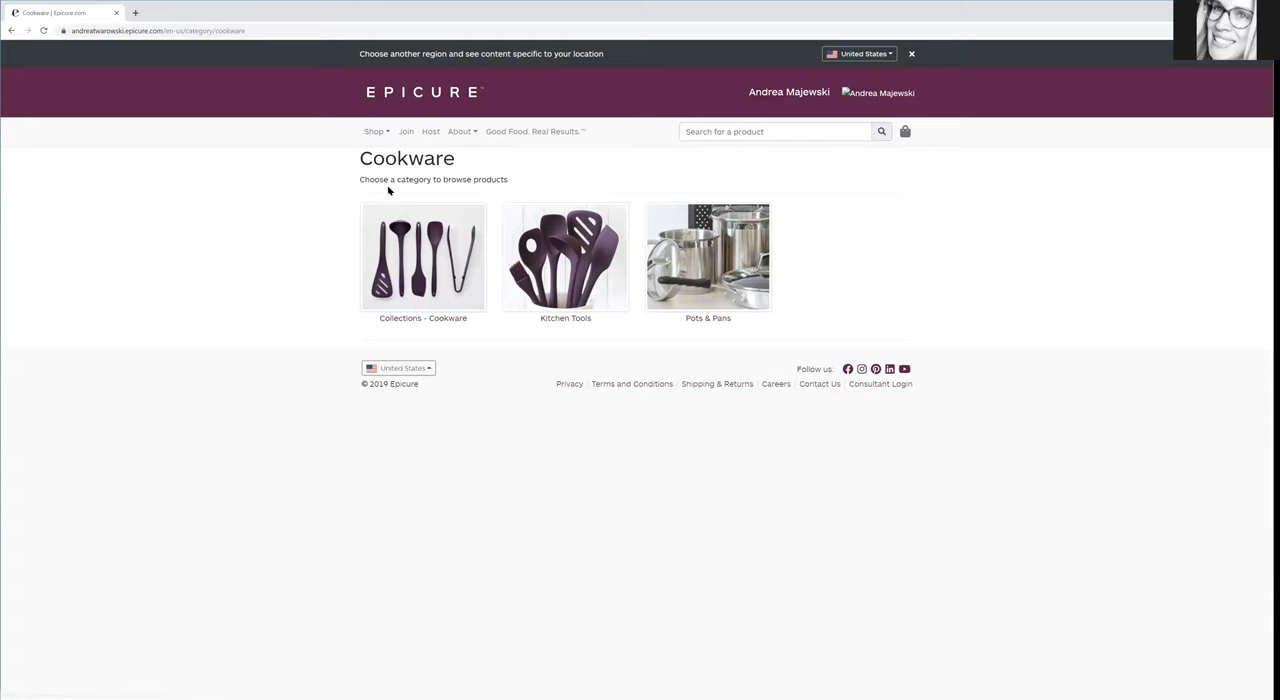 Cookware | Epicure.com
andreatwarowski.epicure.com/en-us/category/cookware
Choose another region and see content specific to your location
United States
EPICURE™
Andrea Majewski
Andrea Majewski
Shop
Join
Host
About
Good Food. Real Results.™
Search for a product
Cookware
Choose a category to browse products
Collections - Cookware
Kitchen Tools
Pots & Pans
United States
Follow us:
© 2019 Epicure
Privacy
Terms and Conditions
Shipping & Returns
Careers
Contact Us
Consultant Login